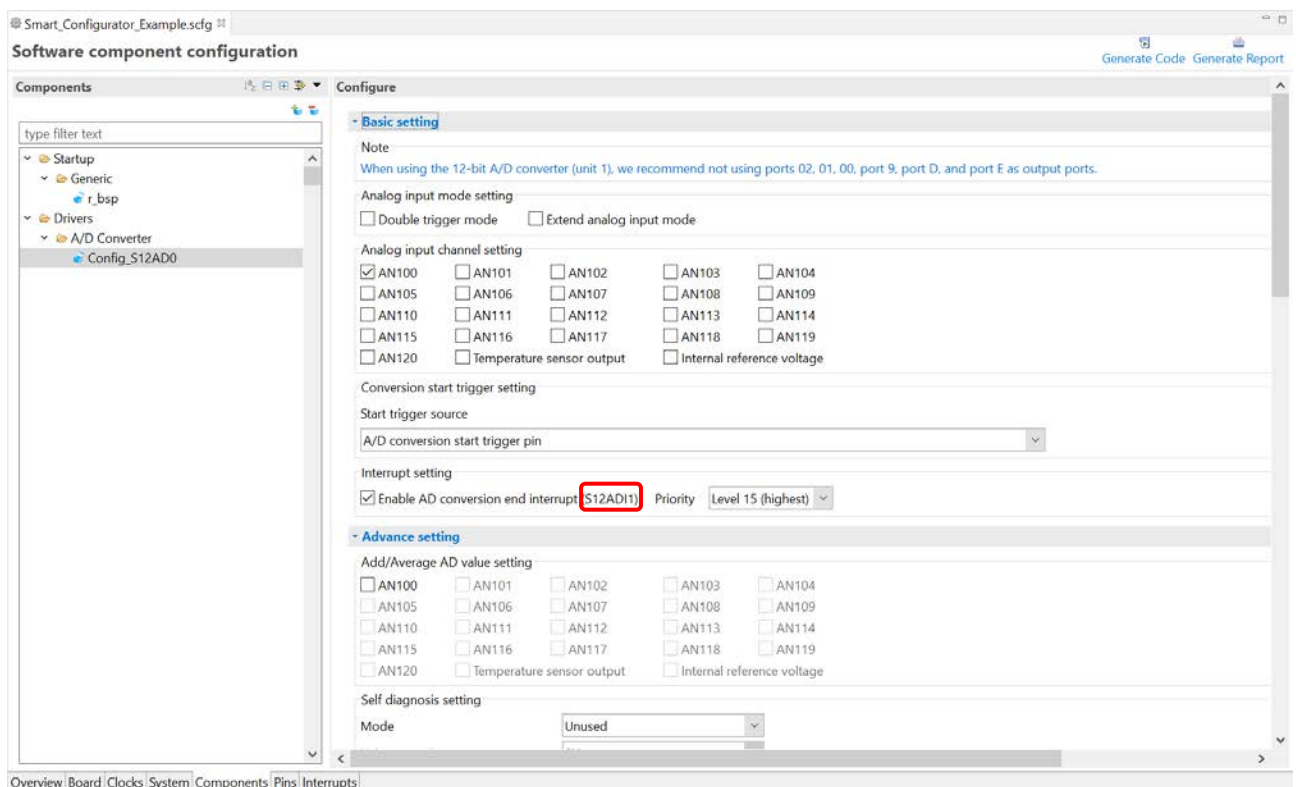 Smart_Configurator_Example.scfg
Software component configuration
Generate Code Generate Report
Components
Configure
type filter text
Startup
Generic
r_bsp
Drivers
A/D Converter
Config_S12AD0
Basic setting
Note
When using the 12-bit A/D converter (unit 1), we recommend not using ports 02, 01, 00, port 9, port D, and port E as output ports.
Analog input mode setting
Double trigger mode Extend analog input mode
Analog input channel setting
AN100 AN101 AN102 AN103 AN104
AN105 AN106 AN107 AN108 AN109
AN110 AN111 AN112 AN113 AN114
AN115 AN116 AN117 AN118 AN119
AN120 Temperature sensor output Internal reference voltage
Conversion start trigger setting
Start trigger source
A/D conversion start trigger pin
Interrupt setting
Enable AD conversion end interrupt (S12ADI1) Priority Level 15 (highest)
Advance setting
Add/Average AD value setting
AN100 AN101 AN102 AN103 AN104
AN105 AN106 AN107 AN108 AN109
AN110 AN111 AN112 AN113 AN114
AN115 AN116 AN117 AN118 AN119
AN120 Temperature sensor output Internal reference voltage
Self diagnosis setting
Mode Unused
Overview Board Clocks System Components Pins Interrupts